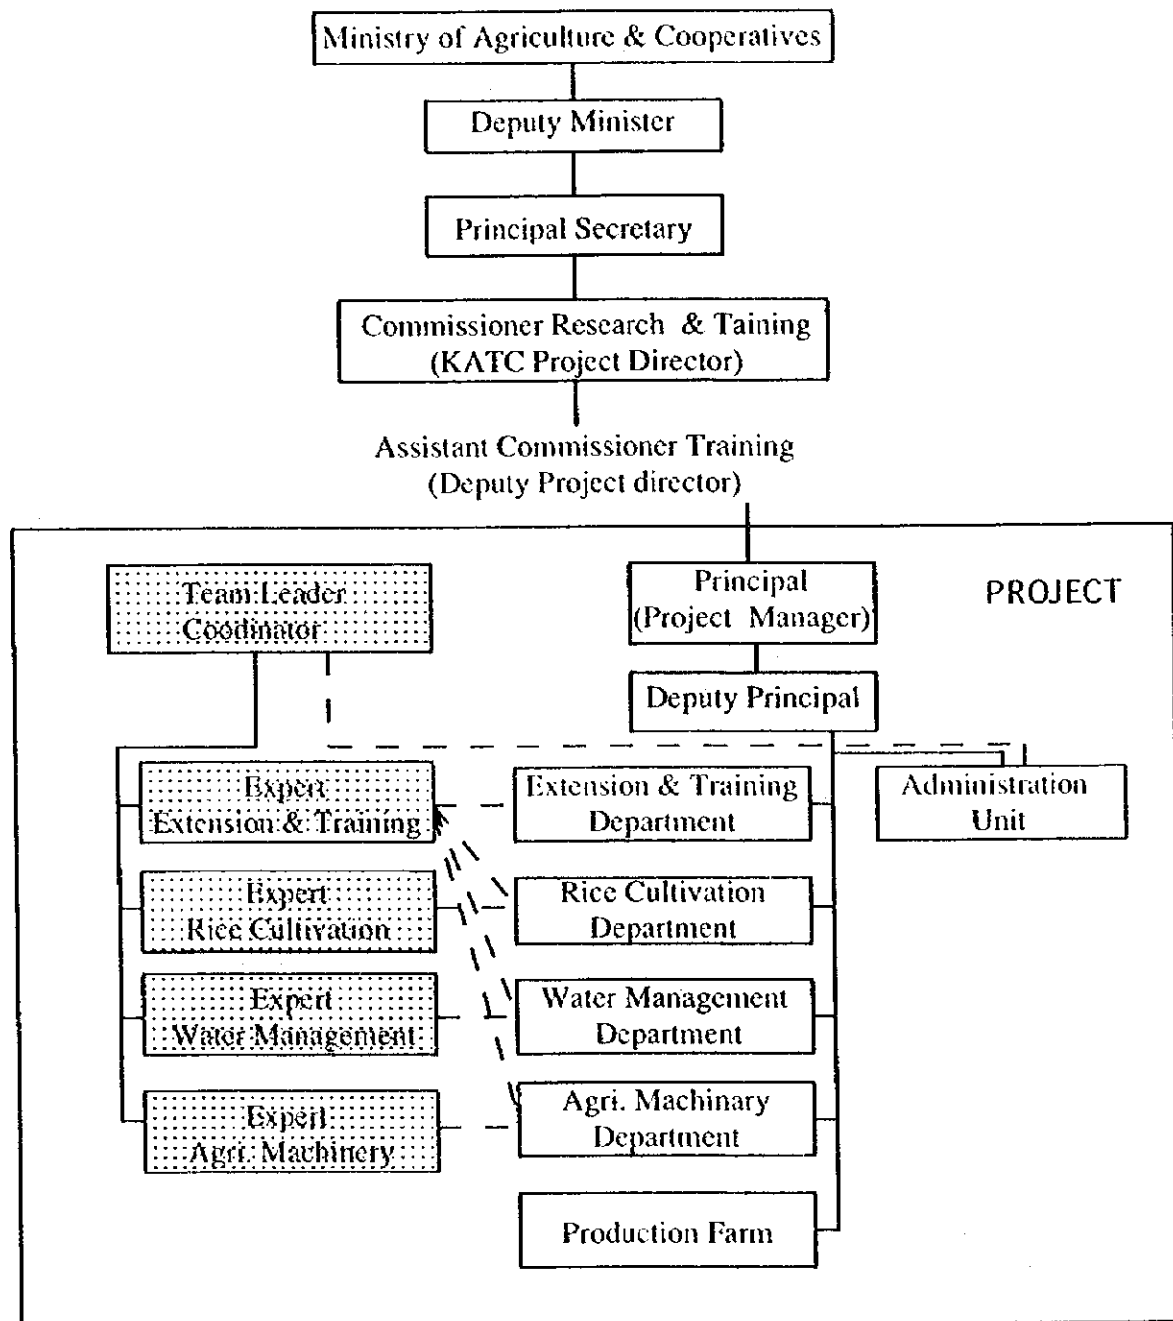 Ministry of Agriculture & Cooperatives
Deputy Minister
Principal Secretary
Commissioner Research & Taining
(KATC Project Director)
Assistant Commissioner Training
(Deputy Project director)
PROJECT
Team Leader
Coodinator
Principal
(Project Manager)
Deputy Principal
Expert
Extension & Training
Extension & Training
Department
Administration
Unit
Expert
Rice Cultivation
Rice Cultivation
Department
Expert
Water Management
Water Management
Department
Expert
Agri. Machinery
Agri. Machinary
Department
Production Farm